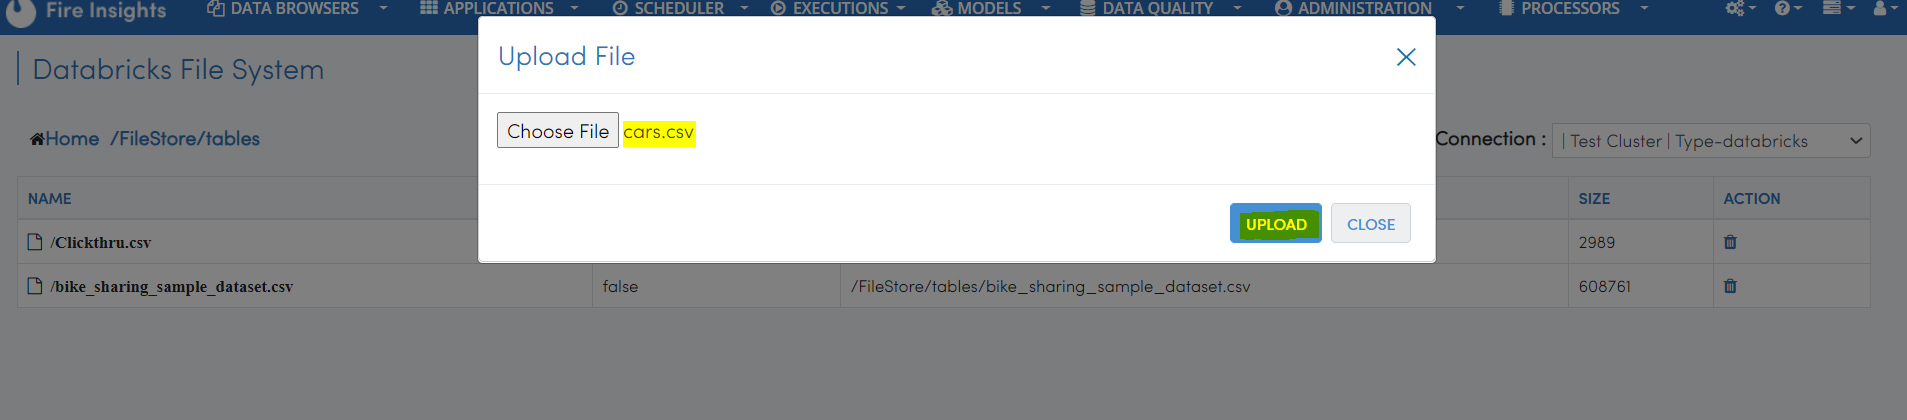 Fire Insights DATA BROWSERS APPLICATIONS SCHEDULER EXECUTIONS MODELS DATA QUALITY ADMINISTRATION PROCESSORS
Upload File
Databricks File System
Choose File cars.csv
Home /FileStore/tables
Connection : | Test Cluster | Type-databricks
NAME SIZE ACTION
UPLOAD CLOSE
/Clickthru.csv 2989
/bike_sharing_sample_dataset.csv false /FileStore/tables/bike_sharing_sample_dataset.csv 608761